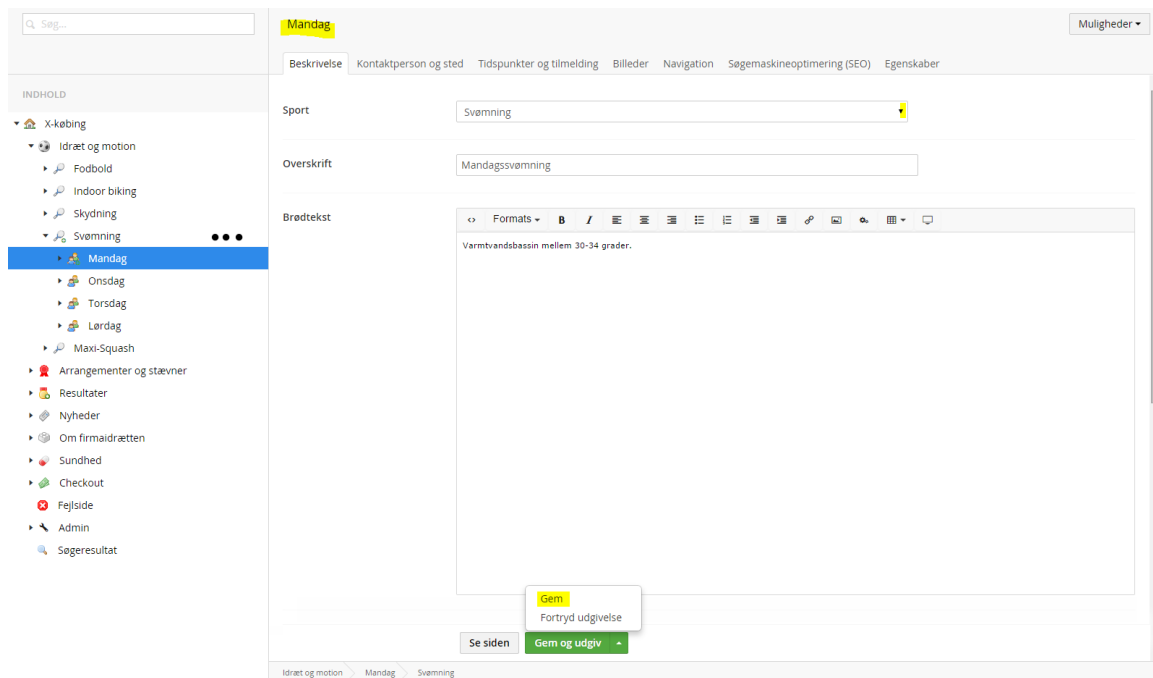 Søg...
Mandag
Muligheder
Beskrivelse Kontaktperson og sted Tidspunkter og tilmelding Billeder Navigation Søgemaskineoptimering (SEO) Egenskaber
INDHOLD
X-købing
Idræt og motion
Fodbold
Indoor biking
Skydning
Svømning
Mandag
Onsdag
Torsdag
Lørdag
Maxi-Squash
Arrangementer og stævner
Resultater
Nyheder
Om firmaidrætten
Sundhed
Checkout
Fejlside
Admin
Søgeresultat
Sport
Svømning
Overskrift
Mandagssvømning
Brødtekst
Formats B I
Varmtvandsbassin mellem 30-34 grader.
Gem
Fortryd udgivelse
Se siden Gem og udgiv
Idræt og motion Mandag Svømning